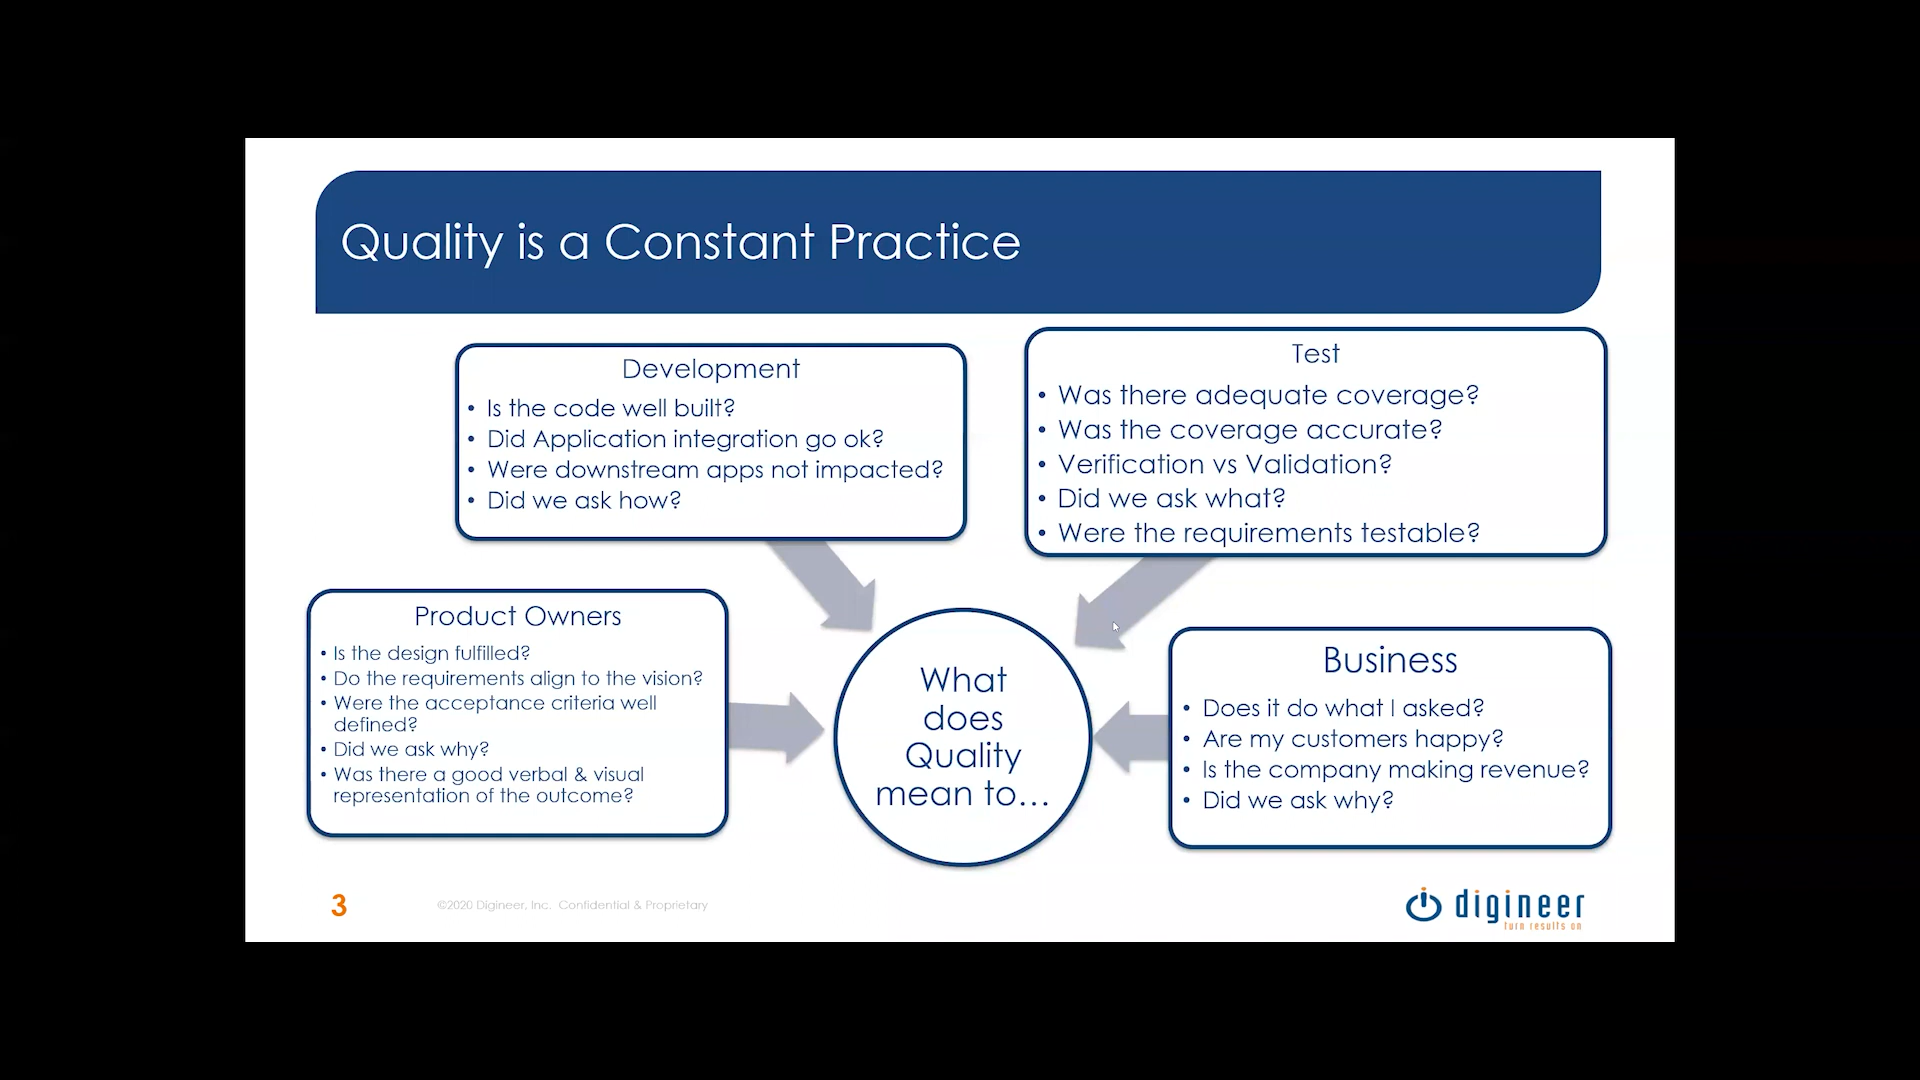 Quality is a Constant Practice
Development
• Is the code well built?
• Did Application integration go ok?
• Were downstream apps not impacted?
• Did we ask how?
Test
• Was there adequate coverage?
• Was the coverage accurate?
• Verification vs Validation?
• Did we ask what?
• Were the requirements testable?
Product Owners
• Is the design fulfilled?
• Do the requirements align to the vision?
• Were the acceptance criteria well
defined?
• Did we ask why?
• Was there a good verbal & visual
representation of the outcome?
What
does
Quality
mean to...
Business
• Does it do what I asked?
• Are my customers happy?
• Is the company making revenue?
• Did we ask why?
3
©2020 Digineer, Inc. Confidential & Proprietary
digineer
turn results on